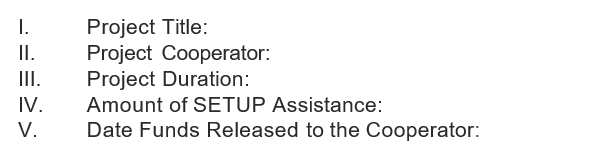 I. Project Title:
II. Project Cooperator:
III. Project Duration:
IV. Amount of SETUP Assistance:
V. Date Funds Released to the Cooperator: